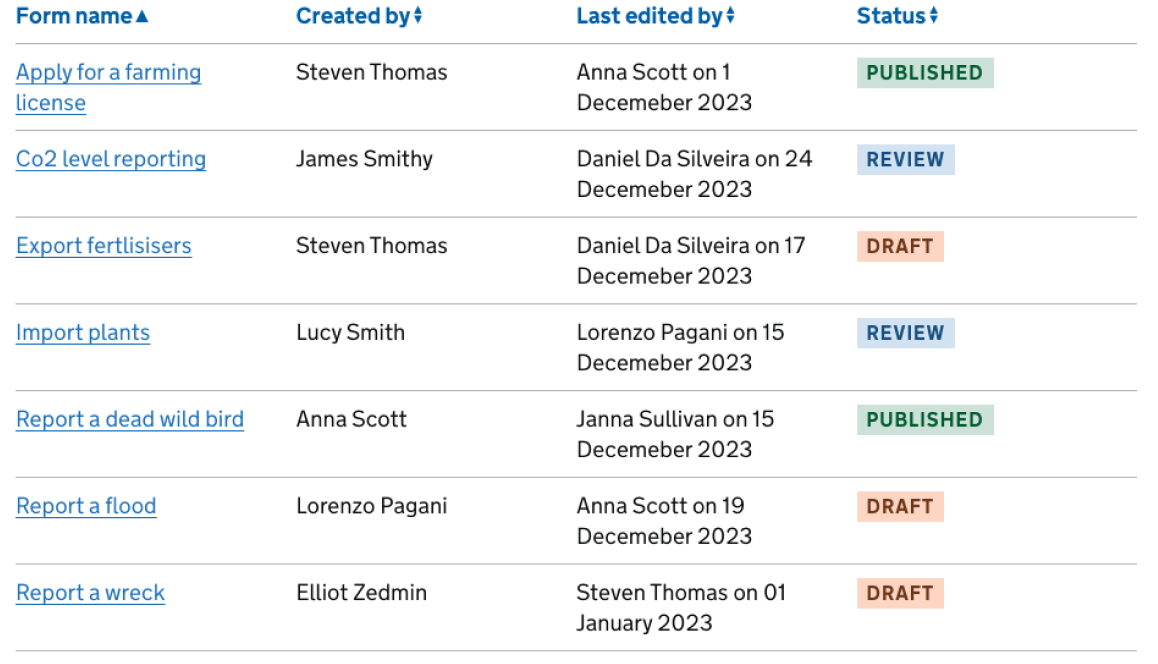 Form name Created by Last edited by Status
Apply for a farming Steven Thomas Anna Scott on 1 PUBLISHED
license Decemeber 2023
Co2 level reporting James Smithy Daniel Da Silveira on 24 REVIEW
Decemeber 2023
Export fertlisisers Steven Thomas Daniel Da Silveira on 17 DRAFT
Decemeber 2023
Import plants Lucy Smith Lorenzo Pagani on 15 REVIEW
Decemeber 2023
Report a dead wild bird Anna Scott Janna Sullivan on 15 PUBLISHED
Decemeber 2023
Report a flood Lorenzo Pagani Anna Scott on 19 DRAFT
Decemeber 2023
Report a wreck Elliot Zedmin Steven Thomas on 01 DRAFT
January 2023